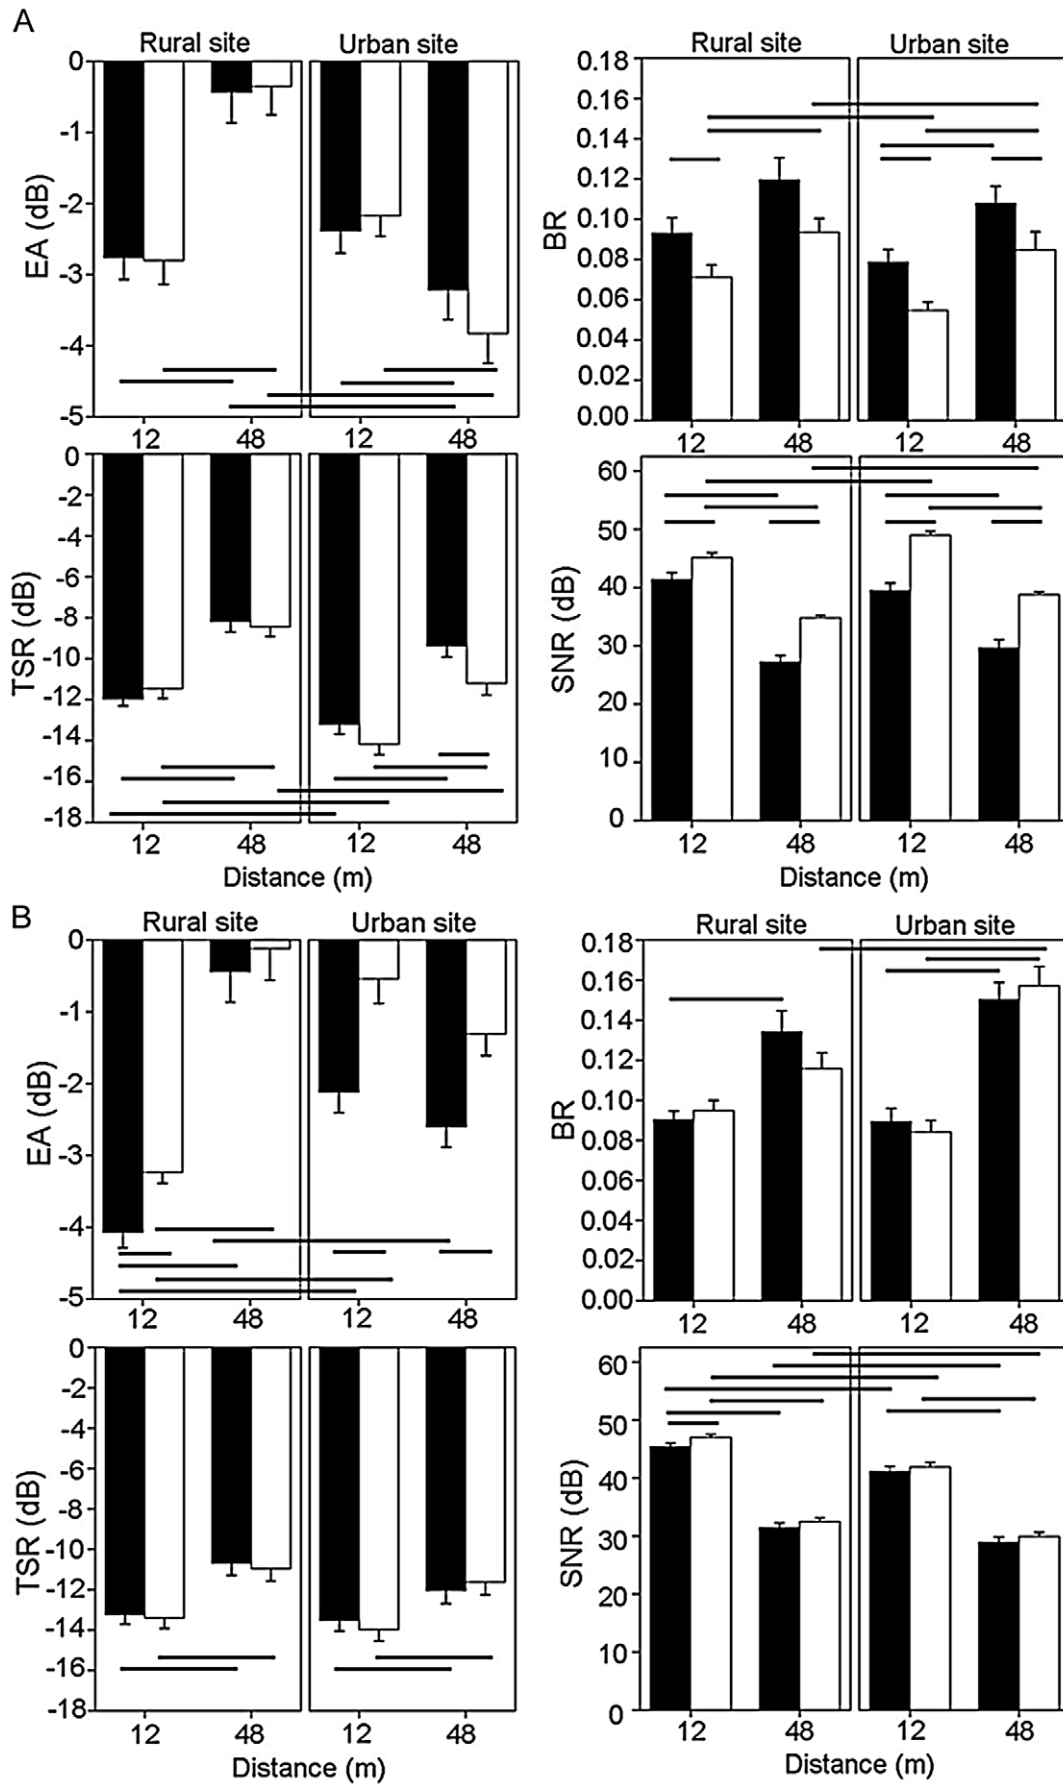 A
Rural site Urban site
0
-1
-2
-3
-4
-5
EA (dB)
12 48 12 48
Rural site Urban site
0.18
0.16
0.14
0.12
0.10
0.08
0.06
0.04
0.02
0.00
BR
12 48 12 48
0
-2
-4
-6
-8
-10
-12
-14
-16
-18
TSR (dB)
12 48 12 48
Distance (m)
60
50
40
30
20
10
0
SNR (dB)
12 48 12 48
Distance (m)
B
Rural site Urban site
0
-1
-2
-3
-4
-5
EA (dB)
12 48 12 48
Rural site Urban site
0.18
0.16
0.14
0.12
0.10
0.08
0.06
0.04
0.02
0.00
BR
12 48 12 48
0
-2
-4
-6
-8
-10
-12
-14
-16
-18
TSR (dB)
12 48 12 48
Distance (m)
60
50
40
30
20
10
0
SNR (dB)
12 48 12 48
Distance (m)